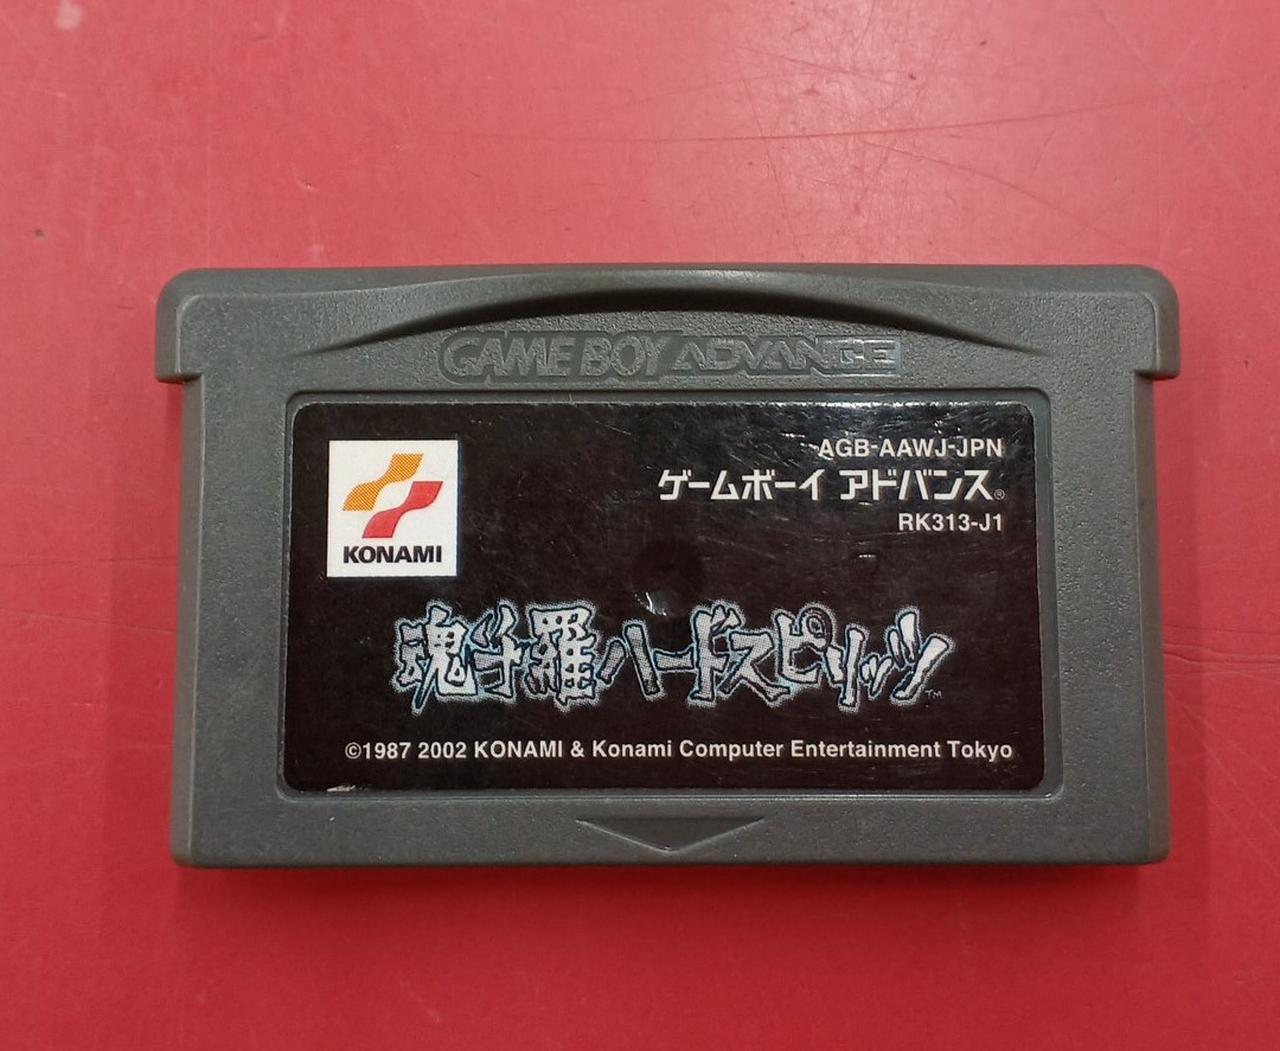 GAME BOY ADVANCE
KONAMI
AGB-AAWJ-JPN
ゲームボーイ アドバンス®
RK313-J1
魂斗羅ハードスピリッツ™
©1987 2002 KONAMI & Konami Computer Entertainment Tokyo